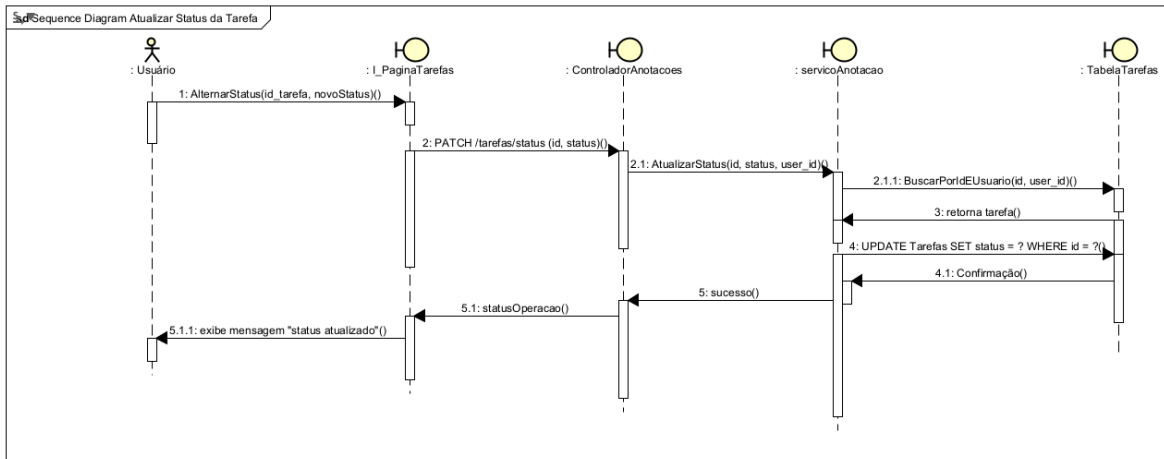 sd Sequence Diagram Atualizar Status da Tarefa
: Usuário
: I_PaginaTarefas
: ControladorAnotacoes
: servicoAnotacao
: TabelaTarefas
1: AlternarStatus(id_tarefa, novoStatus)()
2: PATCH /tarefas/status (id, status)()
2.1: AtualizarStatus(id, status, user_id)()
2.1.1: BuscarPorIdEUsuario(id, user_id)()
3: retorna tarefa()
4: UPDATE Tarefas SET status = ? WHERE id = ?()
4.1: Confirmação()
5: sucesso()
5.1: statusOperacao()
5.1.1: exibe mensagem "status atualizado"()